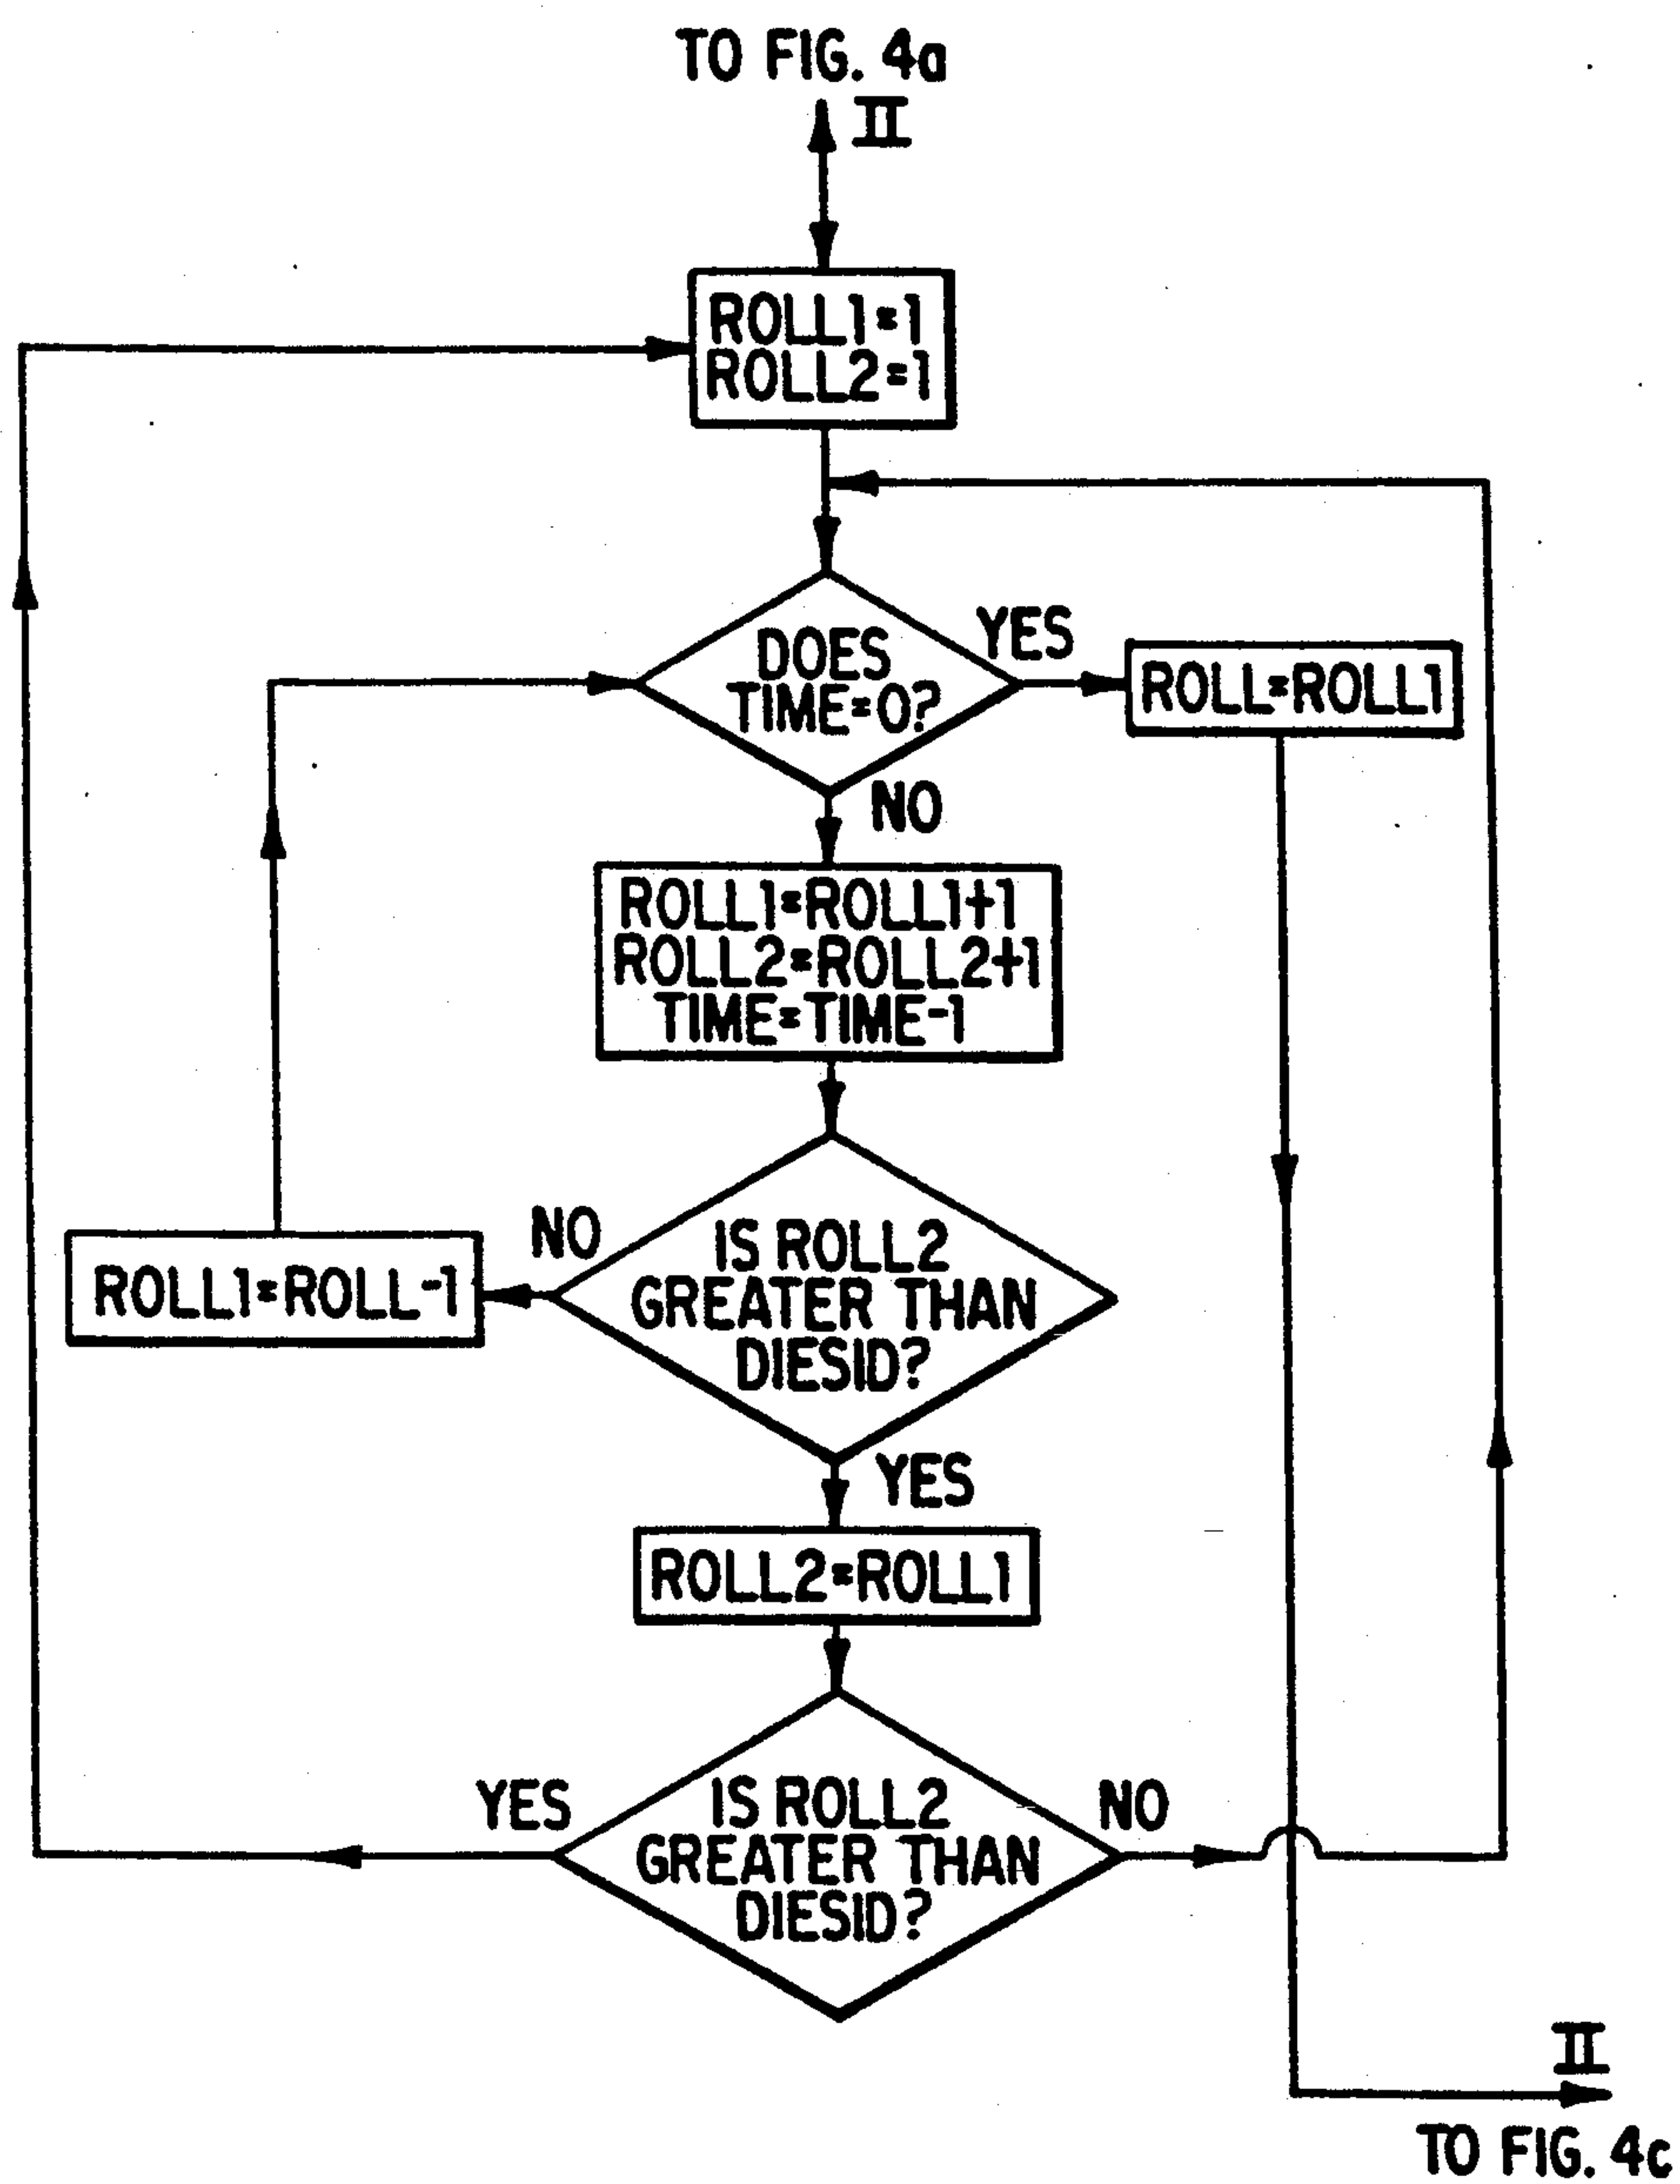 TO FIG. 4a
II
ROLL1=1
ROLL2=1
DOES
TIME=0?
YES
ROLL=ROLL1
NO
ROLL1=ROLL1+1
ROLL2=ROLL2+1
TIME=TIME-1
IS ROLL2
GREATER THAN
DIESID?
NO
ROLL1=ROLL-1
YES
ROLL2=ROLL1
IS ROLL2
GREATER THAN
DIESID?
YES
NO
II
TO FIG. 4c